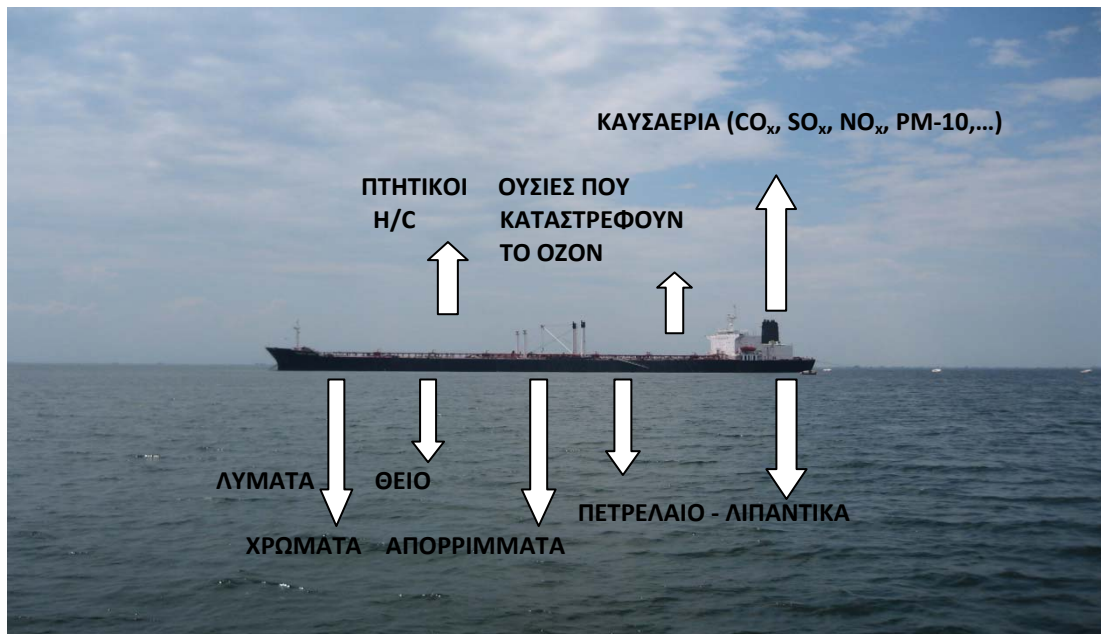 ΚΑΥΣΑΕΡΙΑ (COx, SOx, NOx, PM-10,...)
ΠΤΗΤΙΚΟΙ ΟΥΣΙΕΣ ΠΟΥ
H/C ΚΑΤΑΣΤΡΕΦΟΥΝ
ΤΟ ΟΖΟΝ
ΛΥΜΑΤΑ ΘΕΙΟ
ΠΕΤΡΕΛΑΙΟ - ΛΙΠΑΝΤΙΚΑ
ΧΡΩΜΑΤΑ ΑΠΟΡΡΙΜΜΑΤΑ